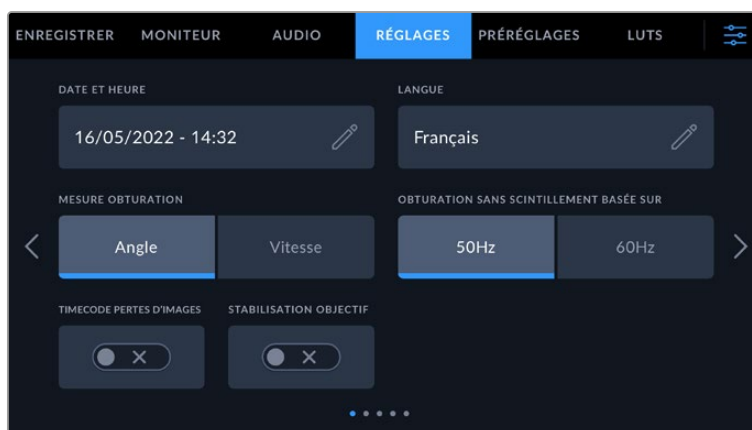 ENREGISTRER MONITEUR AUDIO RÉGLAGES PRÉRÉGLAGES LUTS
DATE ET HEURE LANGUE
16/05/2022 - 14:32 Français
MESURE OBTURATION OBTURATION SANS SCINTILLEMENT BASÉE SUR
Angle Vitesse 50Hz 60Hz
TIMECODE PERTES D'IMAGES STABILISATION OBJECTIF